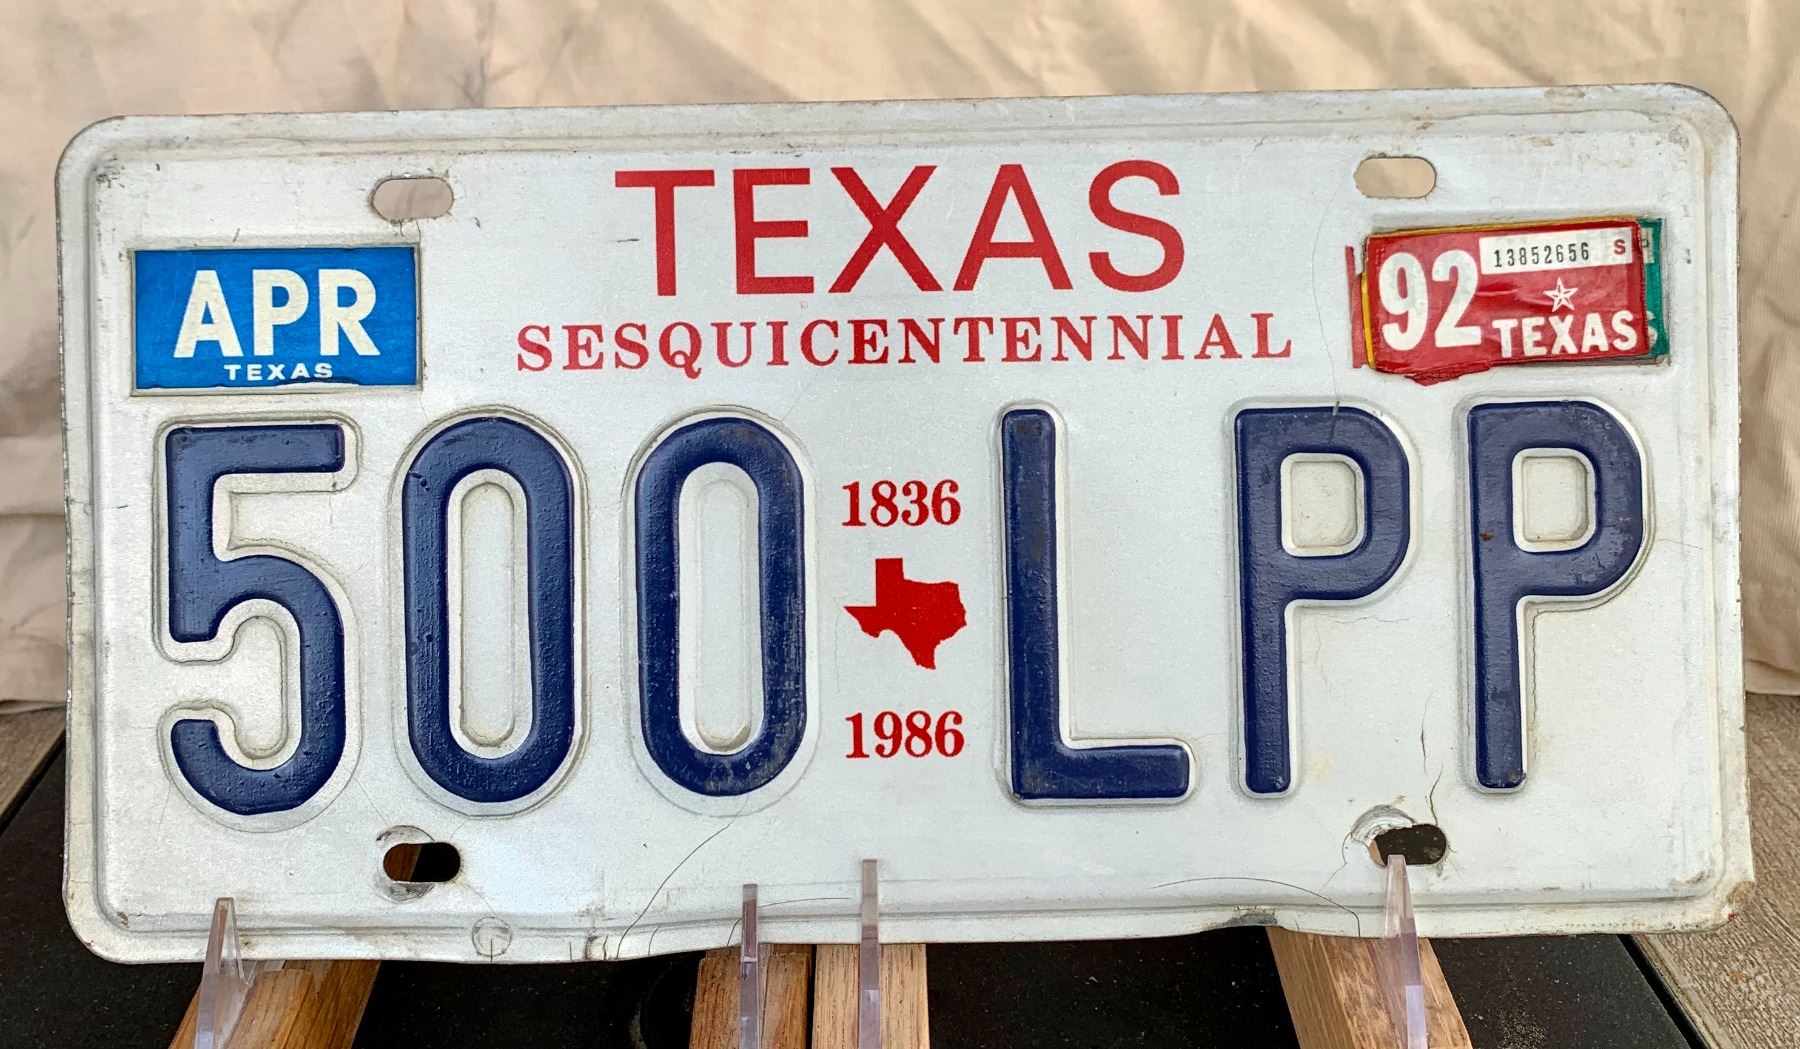 TEXAS
SESQUICENTENNIAL
APR
TEXAS
92 13852656 S
TEXAS
500 LPP
1836
1986